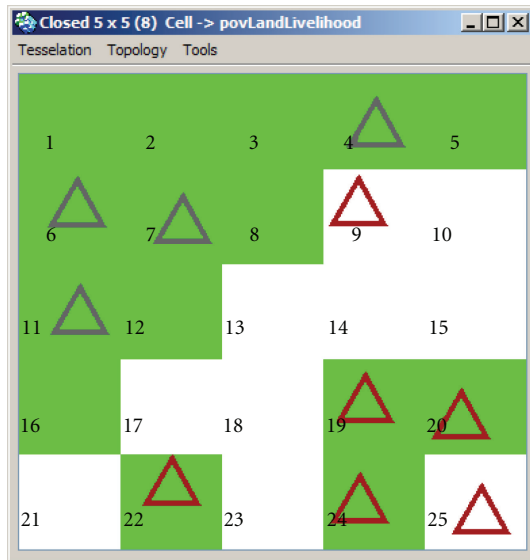 Closed 5 x 5 (8) Cell -> povLandLivelihood
Tesselation Topology Tools
1 2 3 4 5
6 7 8 9 10
11 12 13 14 15
16 17 18 19 20
21 22 23 24 25